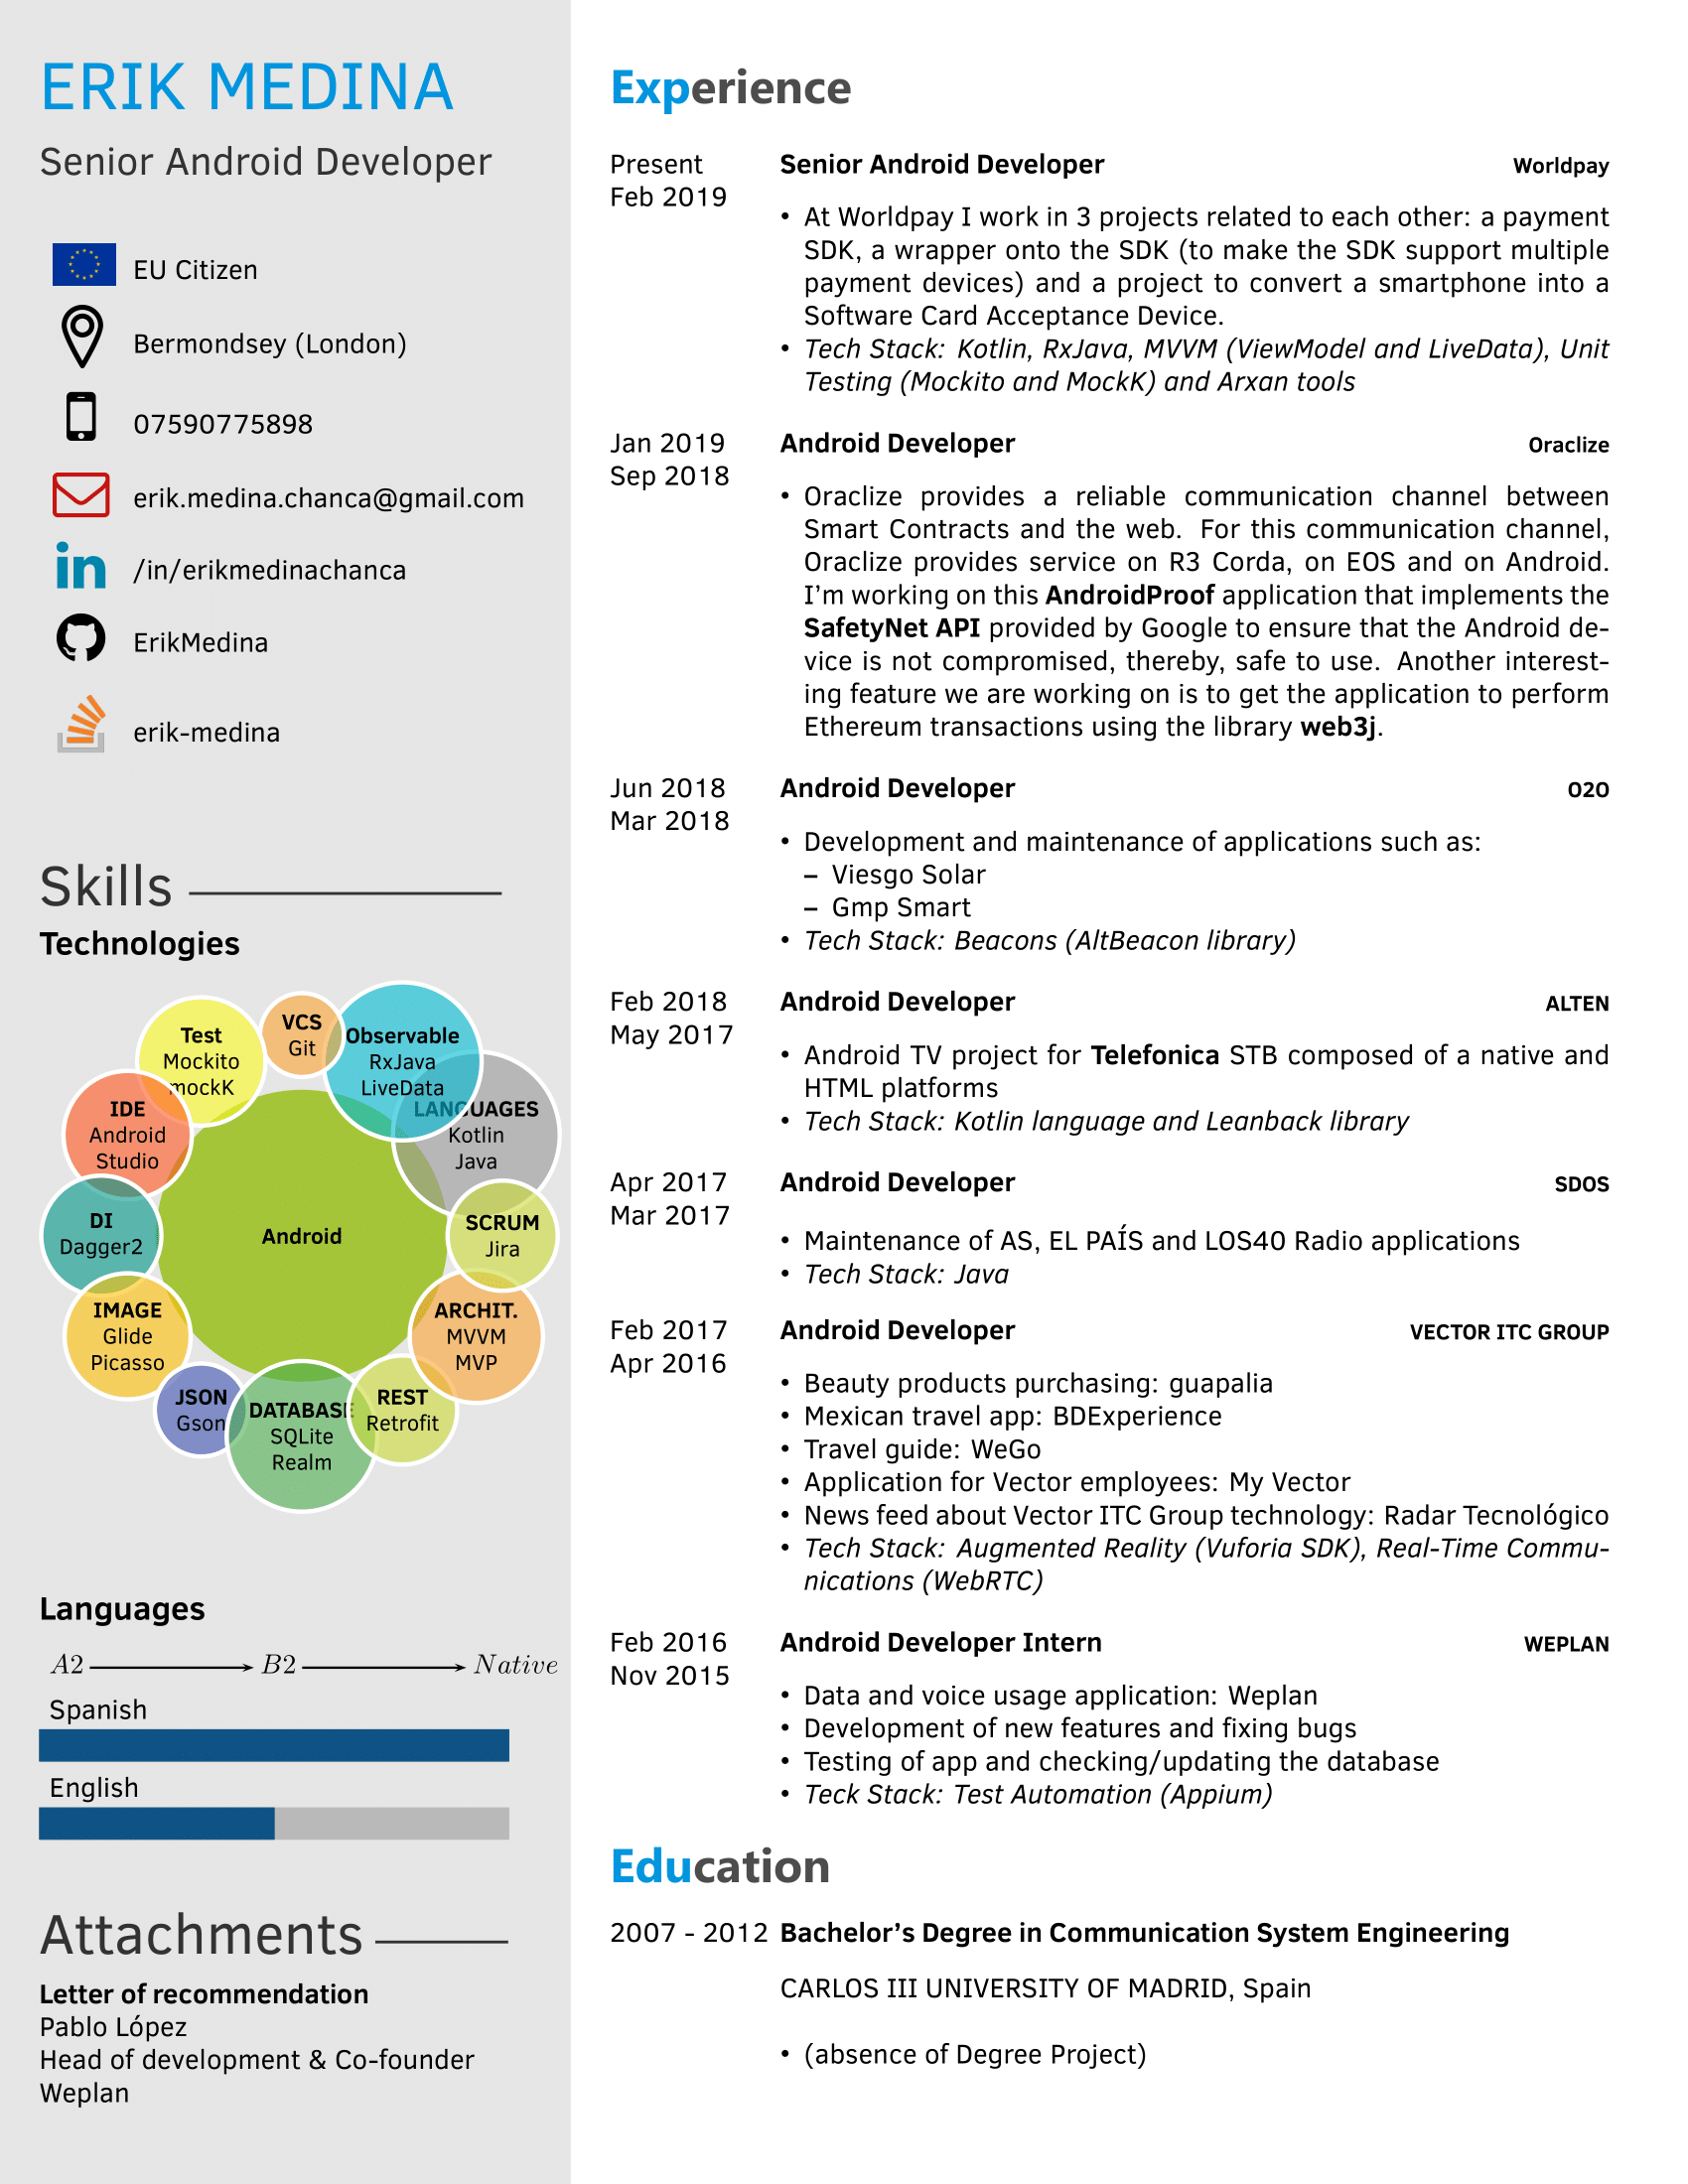 ERIK MEDINA
Senior Android Developer
EU Citizen
Bermondsey (London)
07590775898
erik.medina.chanca@gmail.com
in
/in/erikmedinachanca
ErikMedina
erik-medina
Skills
Technologies
Test
Mockito
mockK
VCS
Git
Observable
RxJava
LiveData
LANGUAGES
Kotlin
Java
IDE
Android
Studio
DI
Dagger2
Android
SCRUM
Jira
IMAGE
Glide
Picasso
ARCHIT.
MVVM
MVP
JSON
Gson
DATABASE
SQLite
Realm
REST
Retrofit
Languages
A2 B2 Native
Spanish
English
Attachments
Letter of recommendation
Pablo López
Head of development & Co-founder
Weplan
Experience
Present
Feb 2019
Senior Android Developer Worldpay
• At Worldpay I work in 3 projects related to each other: a payment
SDK, a wrapper onto the SDK (to make the SDK support multiple
payment devices) and a project to convert a smartphone into a
Software Card Acceptance Device.
• Tech Stack: Kotlin, RxJava, MVVM (ViewModel and LiveData), Unit
Testing (Mockito and MockK) and Arxan tools
Jan 2019
Sep 2018
Android Developer Oraclize
• Oraclize provides a reliable communication channel between
Smart Contracts and the web. For this communication channel,
Oraclize provides service on R3 Corda, on EOS and on Android.
I'm working on this AndroidProof application that implements the
SafetyNet API provided by Google to ensure that the Android de-
vice is not compromised, thereby, safe to use. Another interest-
ing feature we are working on is to get the application to perform
Ethereum transactions using the library web3j.
Jun 2018
Mar 2018
Android Developer O2O
• Development and maintenance of applications such as:
– Viesgo Solar
– Gmp Smart
• Tech Stack: Beacons (AltBeacon library)
Feb 2018
May 2017
Android Developer ALTEN
• Android TV project for Telefonica STB composed of a native and
HTML platforms
• Tech Stack: Kotlin language and Leanback library
Apr 2017
Mar 2017
Android Developer SDOS
• Maintenance of AS, EL PAÍS and LOS40 Radio applications
• Tech Stack: Java
Feb 2017
Apr 2016
Android Developer VECTOR ITC GROUP
• Beauty products purchasing: guapalia
• Mexican travel app: BDExperience
• Travel guide: WeGo
• Application for Vector employees: My Vector
• News feed about Vector ITC Group technology: Radar Tecnológico
• Tech Stack: Augmented Reality (Vuforia SDK), Real-Time Commu-
nications (WebRTC)
Feb 2016
Nov 2015
Android Developer Intern WEPLAN
• Data and voice usage application: Weplan
• Development of new features and fixing bugs
• Testing of app and checking/updating the database
• Teck Stack: Test Automation (Appium)
Education
2007 - 2012 Bachelor's Degree in Communication System Engineering
CARLOS III UNIVERSITY OF MADRID, Spain
• (absence of Degree Project)